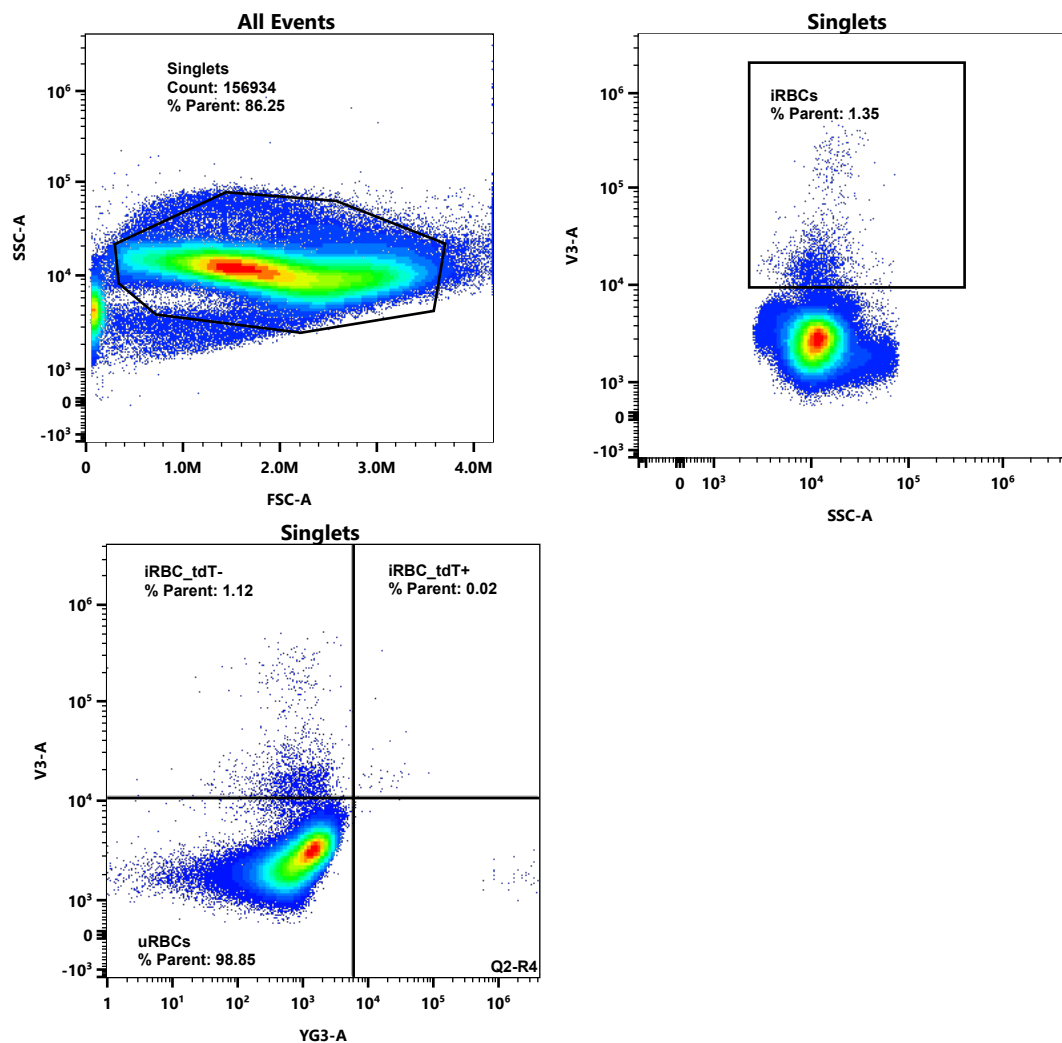 All Events
Singlets
Count: 156934
% Parent: 86.25
10⁶
10⁵
10⁴
10³
0
-10³
SSC-A
0
1.0M
2.0M
3.0M
4.0M
FSC-A
Singlets
iRBCs
% Parent: 1.35
10⁶
10⁵
10⁴
10³
0
-10³
V3-A
0
10³
10⁴
10⁵
10⁶
SSC-A
Singlets
iRBC_tdT-
% Parent: 1.12
iRBC_tdT+
% Parent: 0.02
10⁶
10⁵
10⁴
10³
0
-10³
V3-A
uRBCs
% Parent: 98.85
Q2-R4
1
10¹
10²
10³
10⁴
10⁵
10⁶
YG3-A